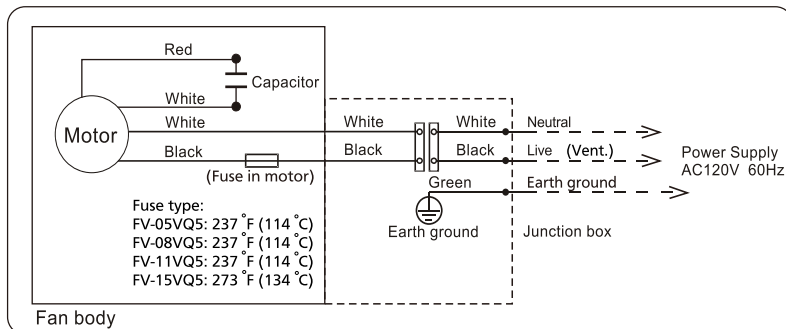 Red
Capacitor
White
White
Motor
Black
(Fuse in motor)
White
Black
White
Black
Green
Earth ground
Neutral
Live (Vent.)
Earth ground
Power Supply
AC120V 60Hz
Junction box
Fuse type:
FV-05VQ5: 237 °F (114 °C)
FV-08VQ5: 237 °F (114 °C)
FV-11VQ5: 237 °F (114 °C)
FV-15VQ5: 273 °F (134 °C)
Fan body